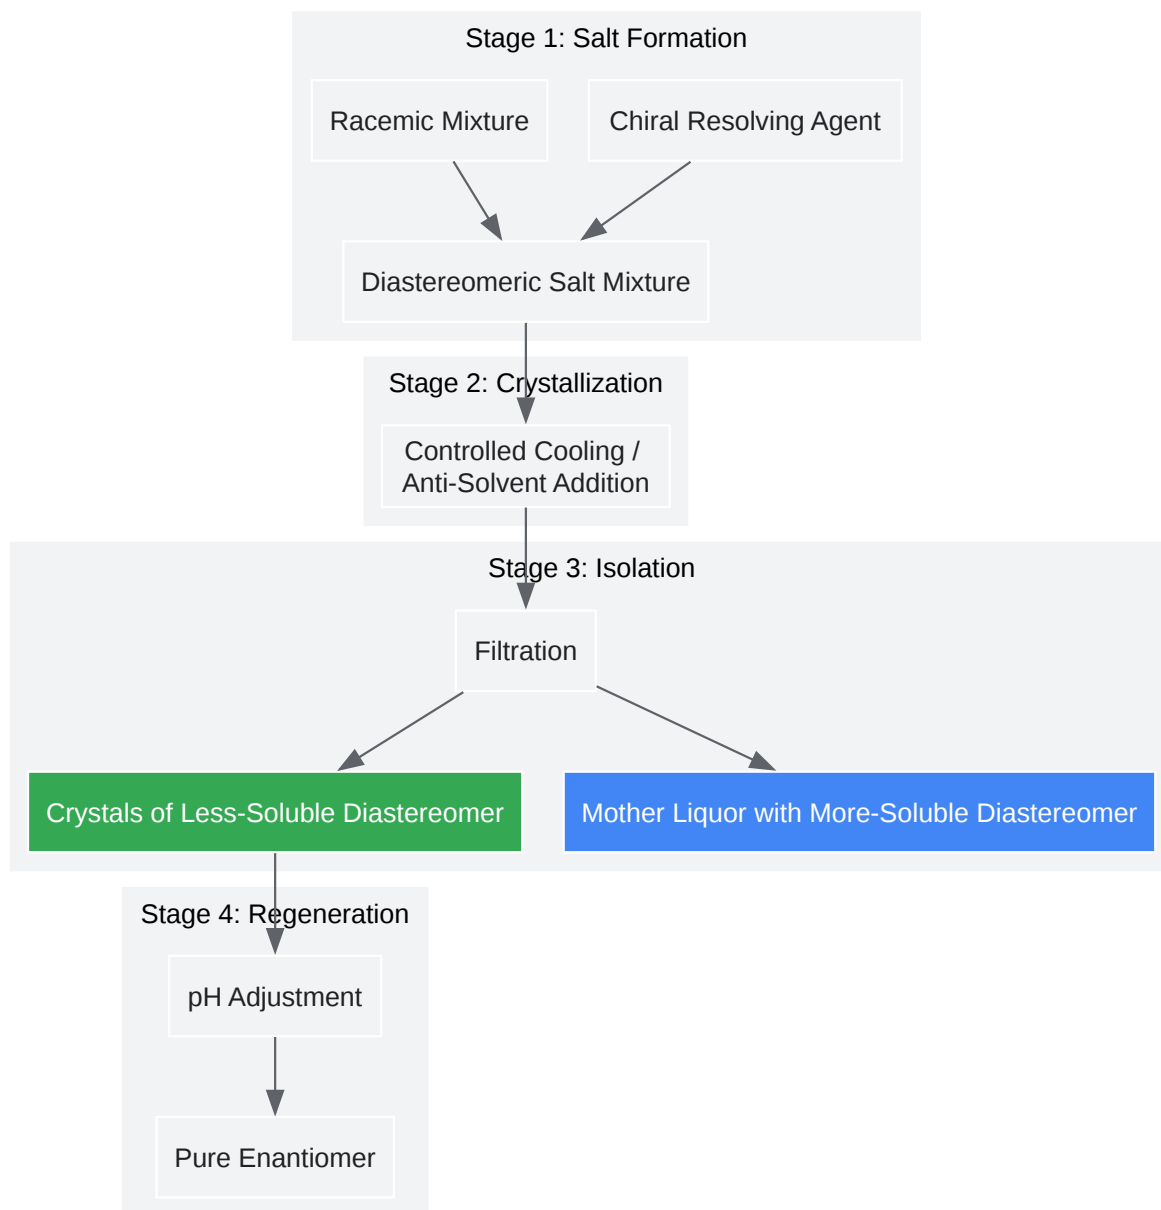 Stage 1: Salt Formation
Racemic Mixture
Chiral Resolving Agent
Diastereomeric Salt Mixture
Stage 2: Crystallization
Controlled Cooling /
Anti-Solvent Addition
Stage 3: Isolation
Filtration
Crystals of Less-Soluble Diastereomer
Mother Liquor with More-Soluble Diastereomer
Stage 4: Regeneration
pH Adjustment
Pure Enantiomer